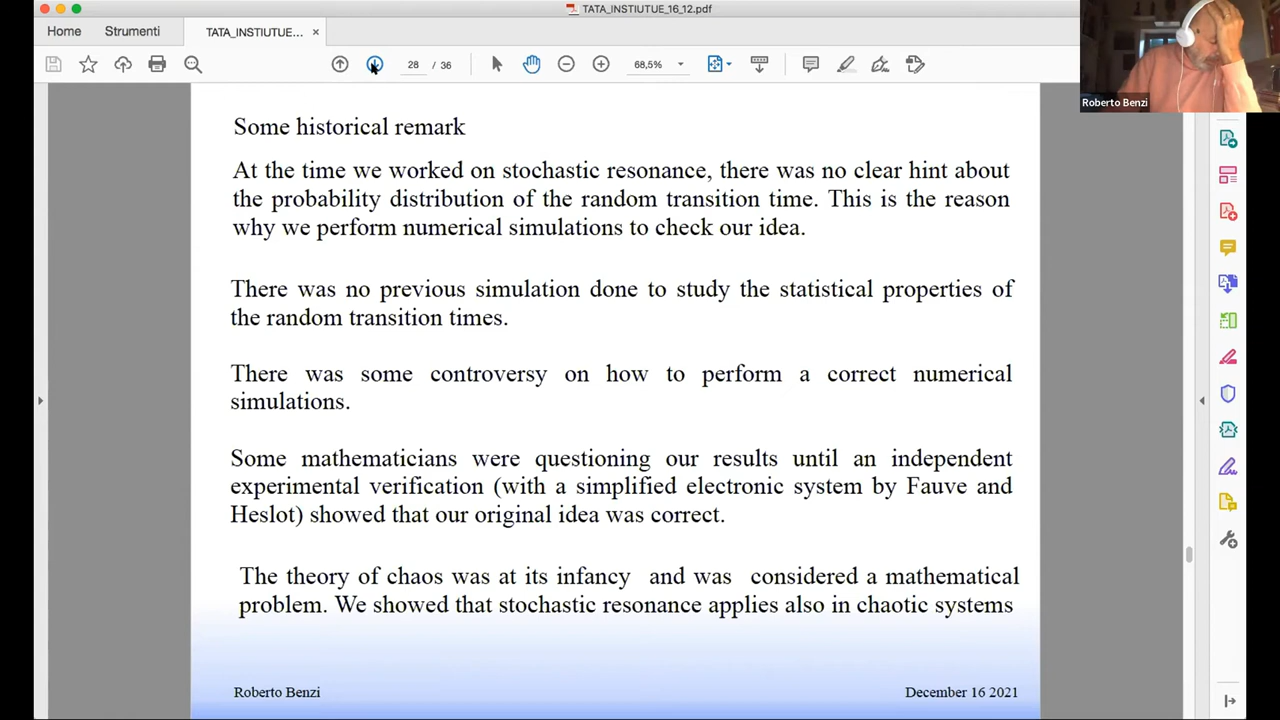 TATA_INSTIUTUE_16_12.pdf
Home Strumenti TATA_INSTIUTUE... ×
28 / 36 68,5%
Roberto Benzi
Some historical remark
At the time we worked on stochastic resonance, there was no clear hint about
the probability distribution of the random transition time. This is the reason
why we perform numerical simulations to check our idea.
There was no previous simulation done to study the statistical properties of
the random transition times.
There was some controversy on how to perform a correct numerical
simulations.
Some mathematicians were questioning our results until an independent
experimental verification (with a simplified electronic system by Fauve and
Heslot) showed that our original idea was correct.
The theory of chaos was at its infancy and was considered a mathematical
problem. We showed that stochastic resonance applies also in chaotic systems
Roberto Benzi December 16 2021